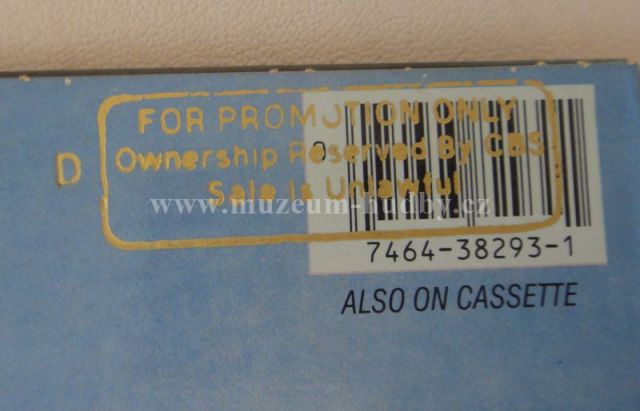 FOR PROMOTION ONLY
D
Ownership Reserved By CBS
Sale is Unlawful
0
www.muzeum-hudby.cz
7464-38293-1
ALSO ON CASSETTE